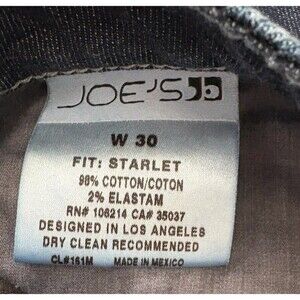 JOE'S
W 30
FIT: STARLET
98% COTTON/COTON
2% ELASTAM
RN# 106214 CA# 35037
DESIGNED IN LOS ANGELES
DRY CLEAN RECOMMENDED
CL#161M MADE IN MEXICO